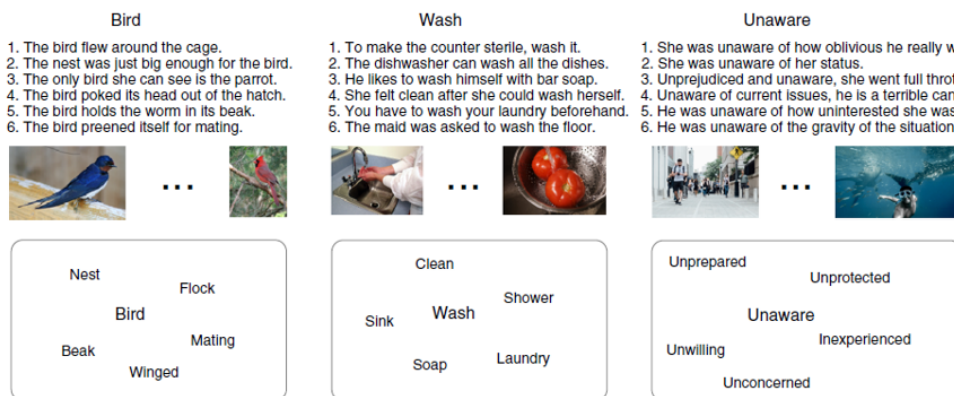 Bird
1. The bird flew around the cage.
2. The nest was just big enough for the bird.
3. The only bird she can see is the parrot.
4. The bird poked its head out of the hatch.
5. The bird holds the worm in its beak.
6. The bird preened itself for mating.
...
Nest
Flock
Bird
Mating
Beak
Winged
Wash
1. To make the counter sterile, wash it.
2. The dishwasher can wash all the dishes.
3. He likes to wash himself with bar soap.
4. She felt clean after she could wash herself.
5. You have to wash your laundry beforehand.
6. The maid was asked to wash the floor.
...
Clean
Shower
Wash
Sink
Laundry
Soap
Unaware
1. She was unaware of how oblivious he really
2. She was unaware of her status.
3. Unprejudiced and unaware, she went full
4. Unaware of current issues, he is a terrible
5. He was unaware of how uninterested she was
6. He was unaware of the gravity of the situation
...
Unprepared
Unprotected
Unaware
Inexperienced
Unwilling
Unconcerned